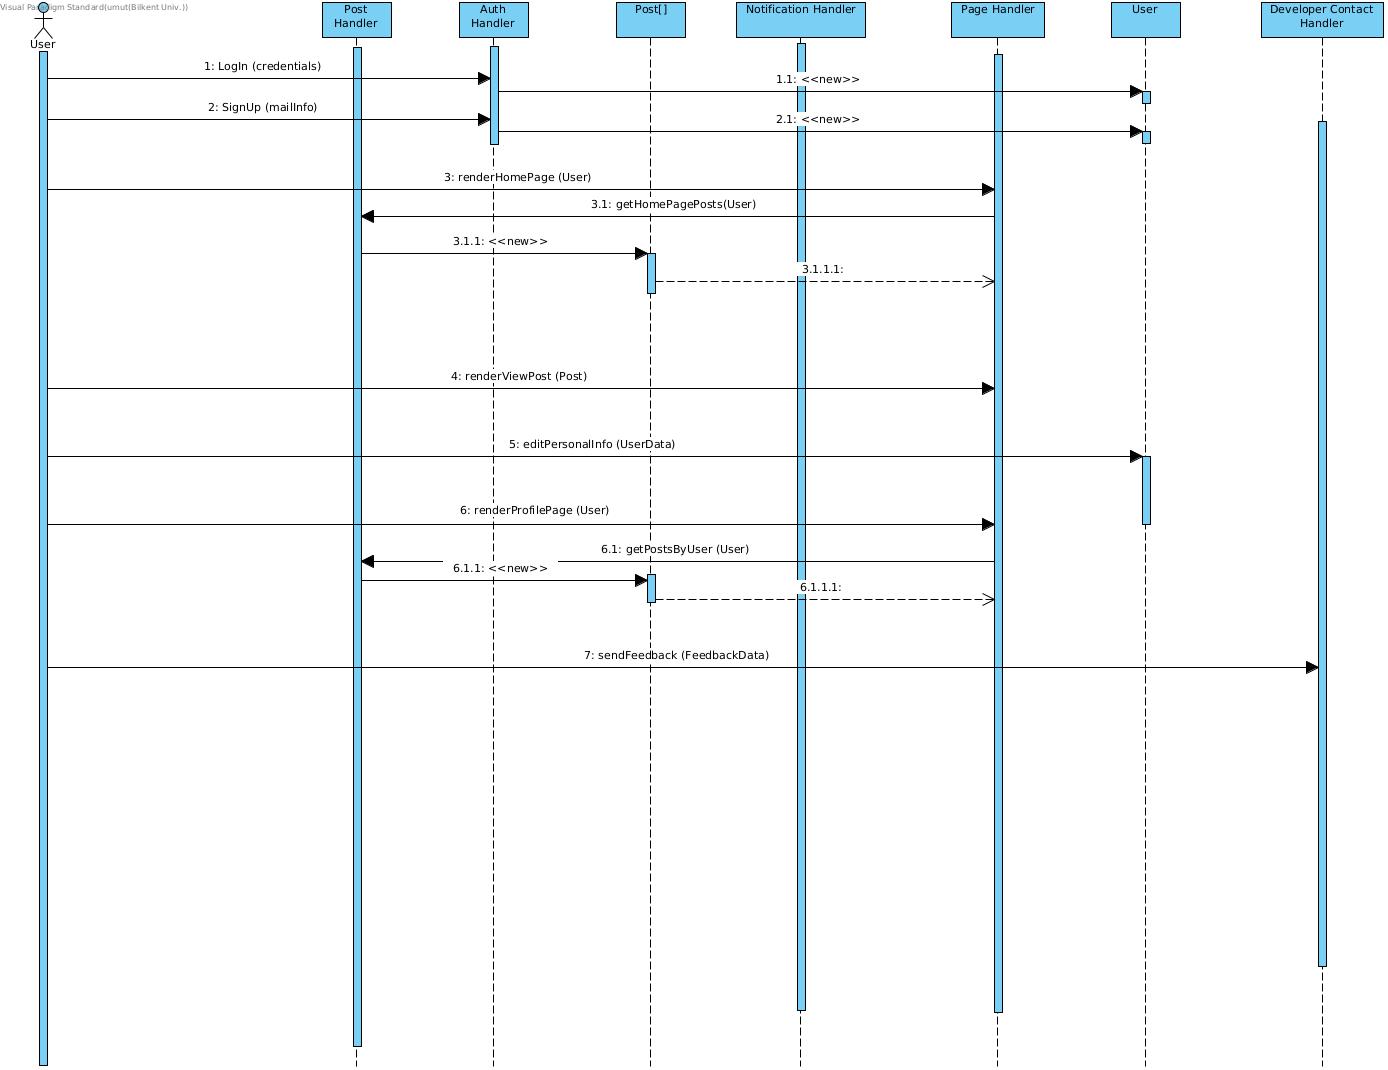 Visual Paradigm Standard(umut(Bilkent Univ.))
User
Post
Handler
Auth
Handler
Post[]
Notification Handler
Page Handler
User
Developer Contact
Handler
1: LogIn (credentials)
1.1: <<new>>
2: SignUp (mailInfo)
2.1: <<new>>
3: renderHomePage (User)
3.1: getHomePagePosts(User)
3.1.1: <<new>>
3.1.1.1:
4: renderViewPost (Post)
5: editPersonalInfo (UserData)
6: renderProfilePage (User)
6.1: getPostsByUser (User)
6.1.1: <<new>>
6.1.1.1:
7: sendFeedback (FeedbackData)